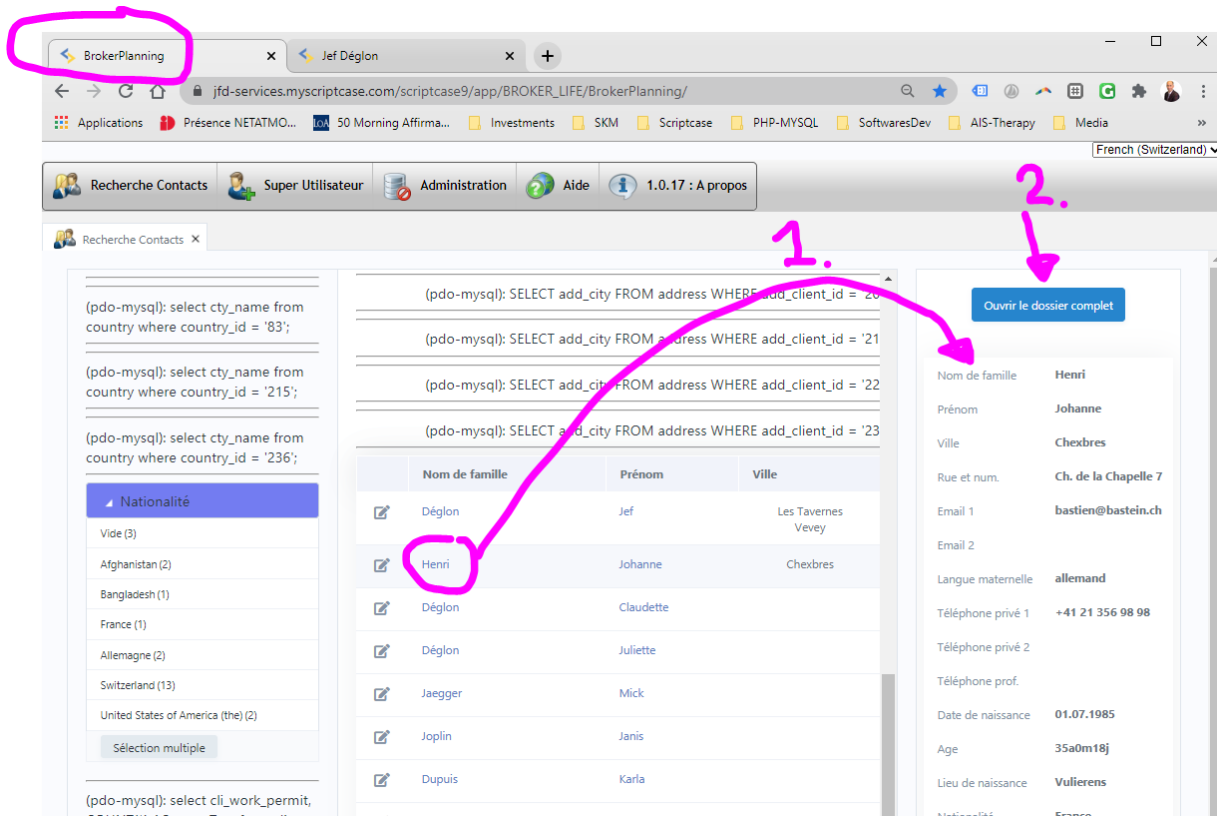 BrokerPlanning
Jef Déglon
jfd-services.myscriptcase.com/scriptcase9/app/BROKER_LIFE/BrokerPlanning/
Applications
Présence NETATMO...
LOA
50 Morning Affirma...
Investments
SKM
Scriptcase
PHP-MYSQL
SoftwaresDev
AIS-Therapy
Media
»
French (Switzerland)
Recherche Contacts
Super Utilisateur
Administration
Aide
1.0.17 : A propos
2.
Recherche Contacts
1.
(pdo-mysql): select cty_name from
country where country_id = '83';
(pdo-mysql): select cty_name from
country where country_id = '215';
(pdo-mysql): select cty_name from
country where country_id = '236';
Nationalité
Vide (3)
Afghanistan (2)
Bangladesh (1)
France (1)
Allemagne (2)
Switzerland (13)
United States of America (the) (2)
Sélection multiple
(pdo-mysql): select cli_work_permit,
(pdo-mysql): SELECT add_city FROM address WHERE add_client_id = '20
(pdo-mysql): SELECT add_city FROM address WHERE add_client_id = '21
(pdo-mysql): SELECT add_city FROM address WHERE add_client_id = '22
(pdo-mysql): SELECT add_city FROM address WHERE add_client_id = '23
Nom de famille Prénom Ville
Déglon Jef Les Tavernes
Vevey
Henri Johanne Chexbres
Déglon Claudette
Déglon Juliette
Jaegger Mick
Joplin Janis
Dupuis Karla
Ouvrir le dossier complet
Nom de famille Henri
Prénom Johanne
Ville Chexbres
Rue et num. Ch. de la Chapelle 7
Email 1 bastien@bastein.ch
Email 2
Langue maternelle allemand
Téléphone privé 1 +41 21 356 98 98
Téléphone privé 2
Téléphone prof.
Date de naissance 01.07.1985
Age 35a0m18j
Lieu de naissance Vulierens
Nationalité France